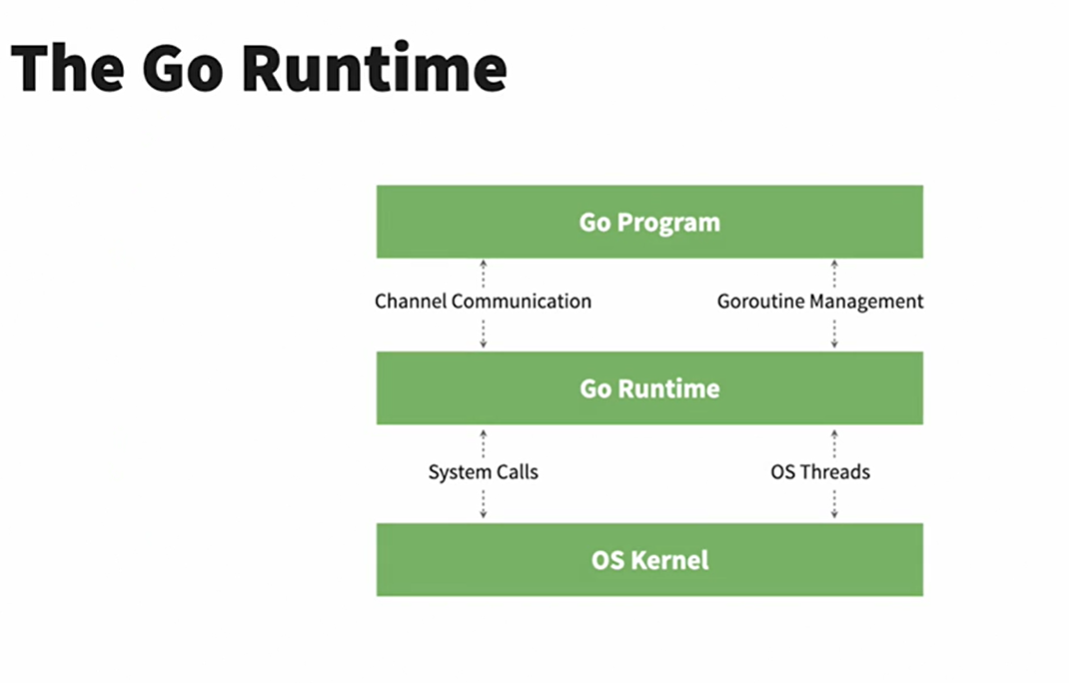 The Go Runtime
Go Program
Channel Communication
Goroutine Management
Go Runtime
System Calls
OS Threads
OS Kernel